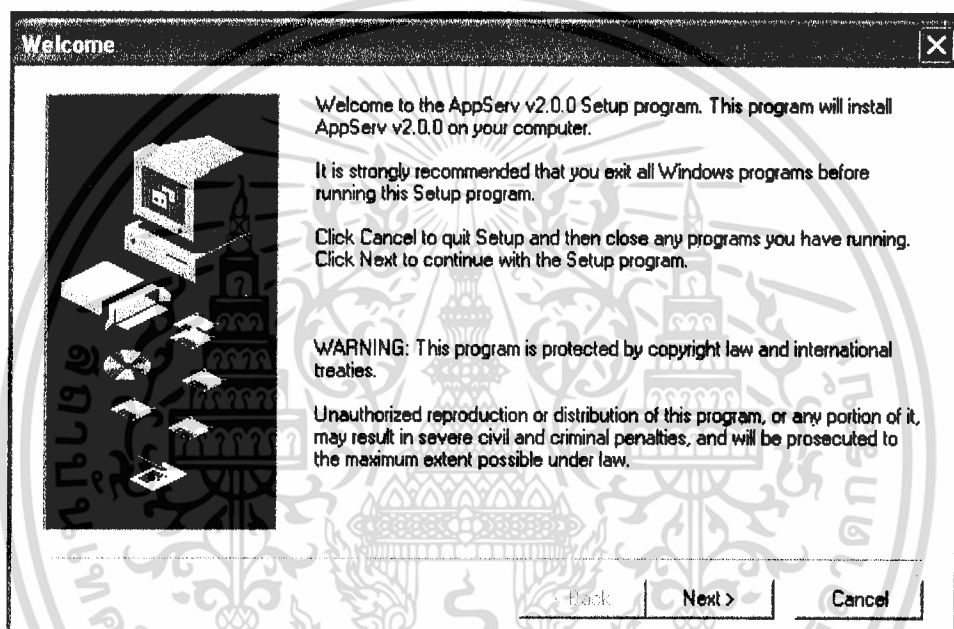 Welcome
Welcome to the AppServ v2.0.0 Setup program. This program will install
AppServ v2.0.0 on your computer.
It is strongly recommended that you exit all Windows programs before
running this Setup program.
Click Cancel to quit Setup and then close any programs you have running.
Click Next to continue with the Setup program.
WARNING: This program is protected by copyright law and international
treaties.
Unauthorized reproduction or distribution of this program, or any portion of it,
may result in severe civil and criminal penalties, and will be prosecuted to
the maximum extent possible under law.
< Back Next > Cancel